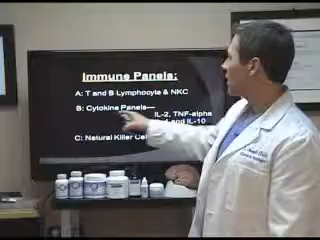 Immune Panels:
A: T and B Lymphocyte & NKC
B: Cytokine Panels—
IL-2, TNF-alpha
and IL-10
C: Natural Killer Cel